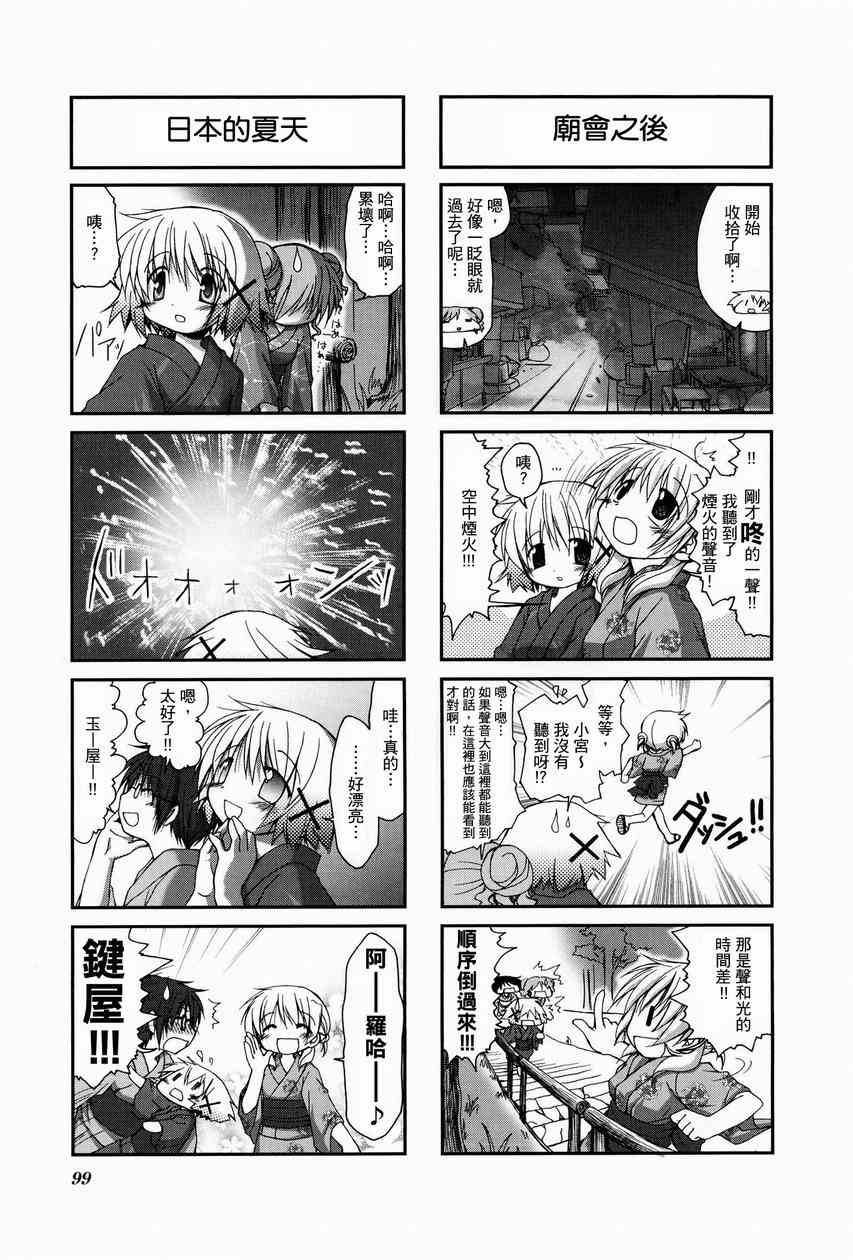 廟會之後
開始
收拾了啊…
嗯，
好像一眨眼就
過去了呢…
!!
剛才咚的一聲!!
我聽到了
煙火的聲音！
咦？
空中煙火!!!
等等，
小宮～
我沒有
聽到呀!?
ダッシュ!!
嗯…嗯…
如果聲音大到這裡都能聽到
的話，在這裡也應該能看到
才對啊!!
那是聲和光的
時間差!!
順序倒過來!!!
日本的夏天
哈啊…哈啊…
累壞了…
はぁ
はぁ
咦…?
パァッ
ドオオォォンッ
哇…真的…
……好漂亮…
嗯，
太好了!!
玉－屋－!!
阿──羅哈──♪
鍵屋!!!
99